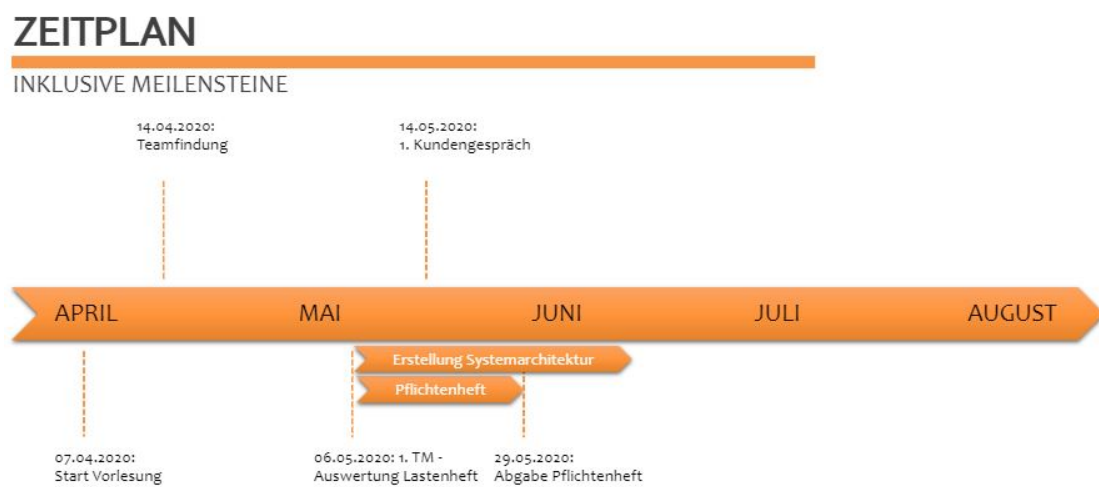 ZEITPLAN
INKLUSIVE MEILENSTEINE
14.04.2020:
Teamfindung
14.05.2020:
1. Kundengespräch
APRIL
MAI
JUNI
JULI
AUGUST
Erstellung Systemarchitektur
Pflichtenheft
07.04.2020:
Start Vorlesung
06.05.2020: 1. TM -
Auswertung Lastenheft
29.05.2020:
Abgabe Pflichtenheft